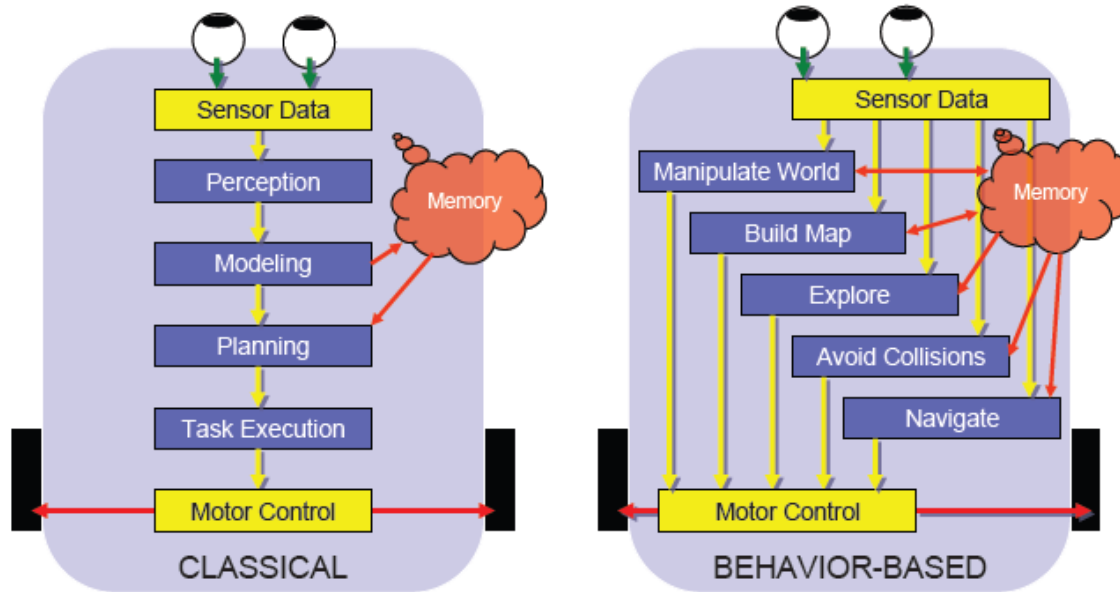 Sensor Data
Perception
Memory
Modeling
Planning
Task Execution
Motor Control
CLASSICAL
Sensor Data
Manipulate World
Memory
Build Map
Explore
Avoid Collisions
Navigate
Motor Control
BEHAVIOR-BASED